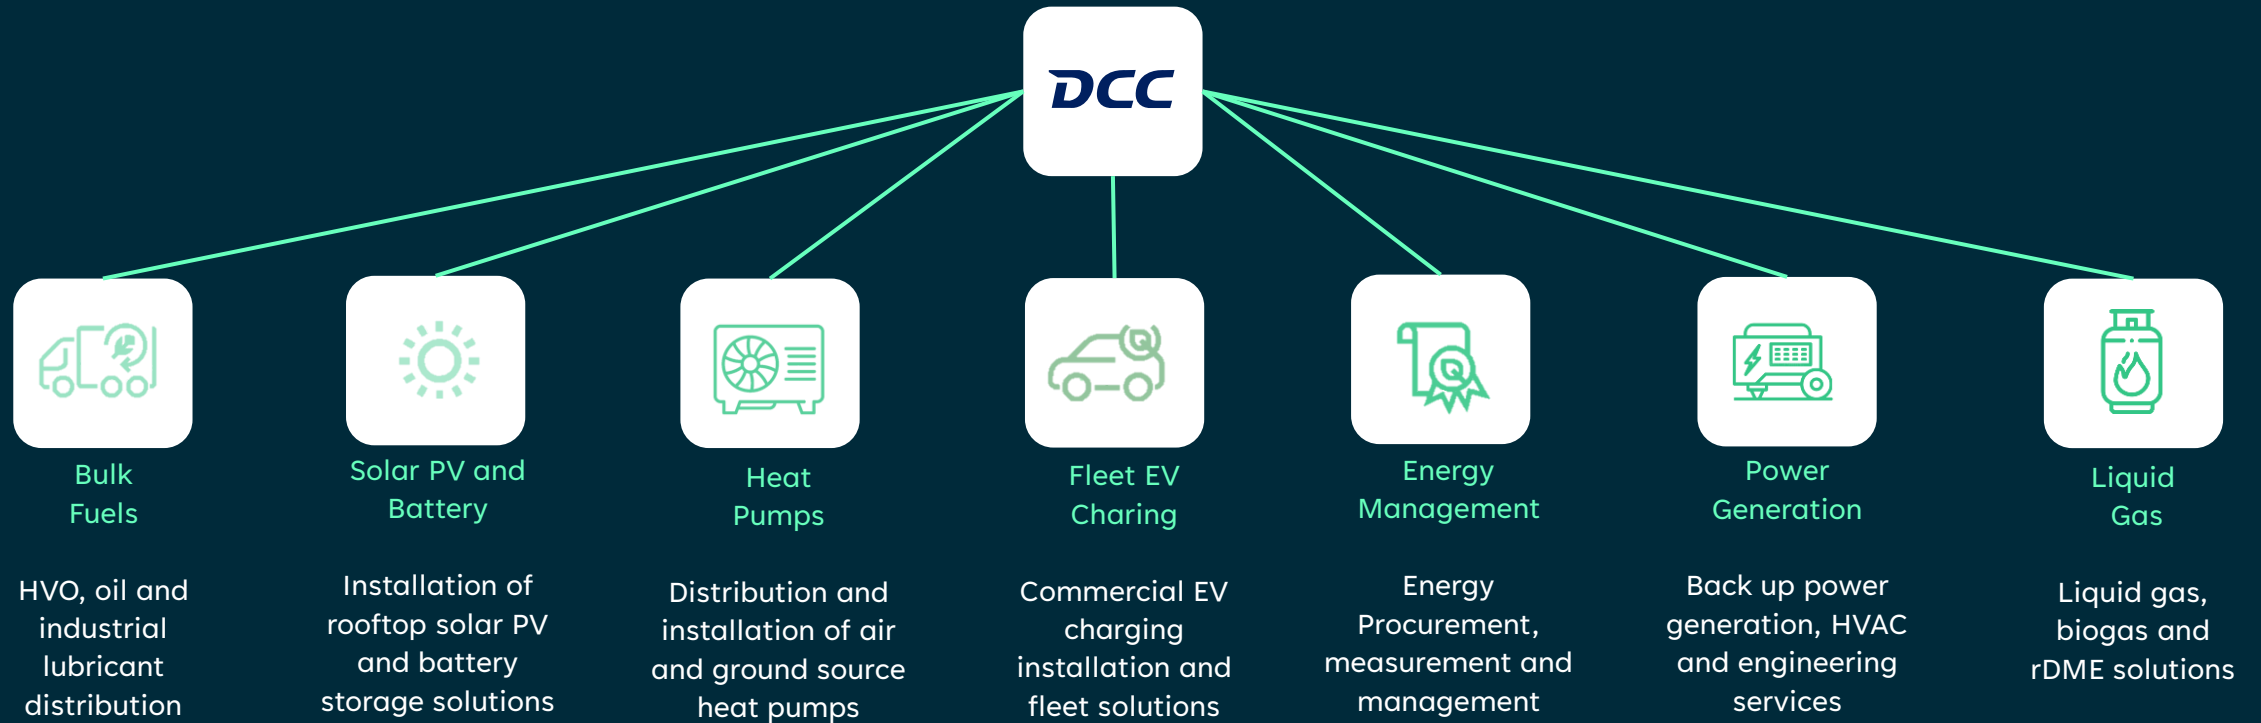 DCC
Bulk
Fuels
HVO, oil and
industrial
lubricant
distribution
Solar PV and
Battery
Installation of
rooftop solar PV
and battery
storage solutions
Heat
Pumps
Distribution and
installation of air
and ground source
heat pumps
Fleet EV
Charing
Commercial EV
charging
installation and
fleet solutions
Energy
Management
Energy
Procurement,
measurement and
management
Power
Generation
Back up power
generation, HVAC
and engineering
services
Liquid
Gas
Liquid gas,
biogas and
rDME solutions